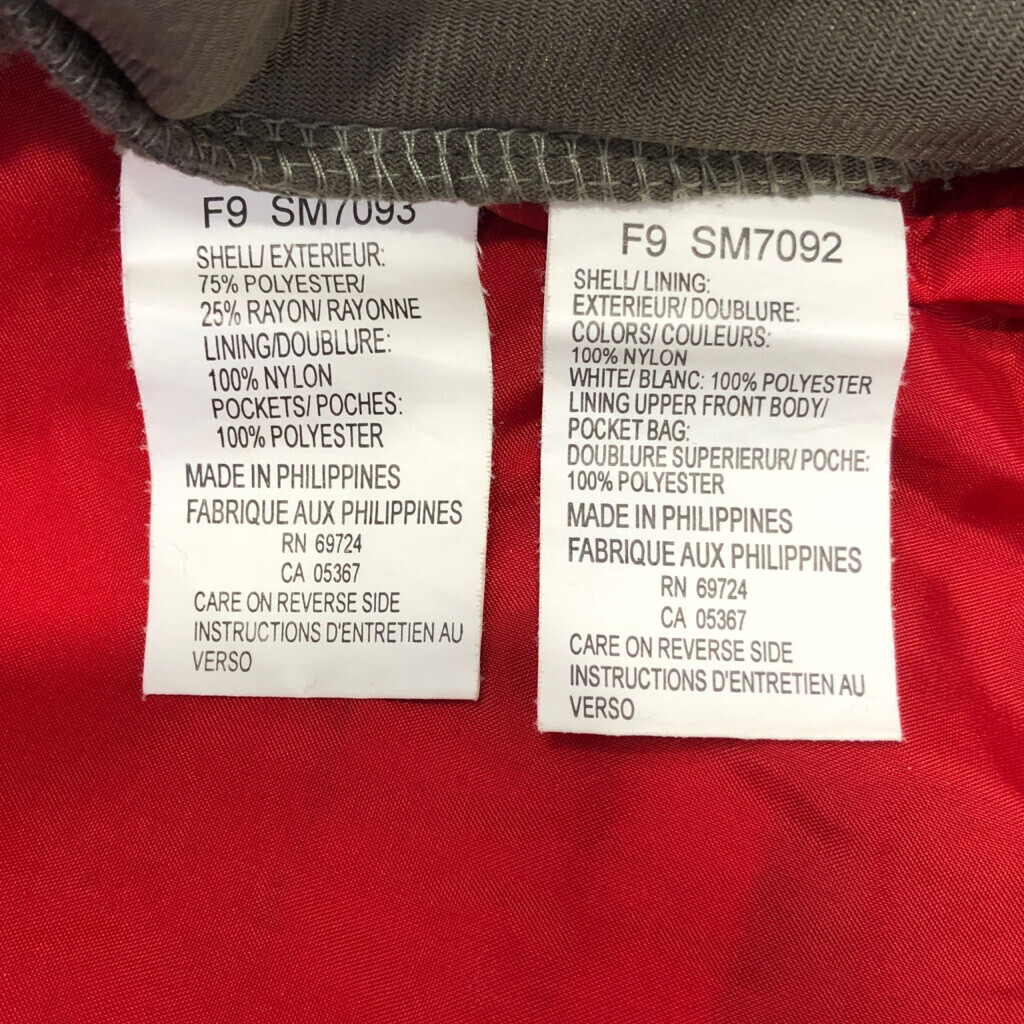 F9 SM7093
SHELL/ EXTERIEUR:
75% POLYESTER/
25% RAYON/ RAYONNE
LINING/DOUBLURE:
100% NYLON
POCKETS/ POCHES:
100% POLYESTER
MADE IN PHILIPPINES
FABRIQUE AUX PHILIPPINES
RN 69724
CA 05367
CARE ON REVERSE SIDE
INSTRUCTIONS D'ENTRETIEN AU
VERSO
F9 SM7092
SHELL/ LINING:
EXTERIEUR/ DOUBLURE:
COLORS/ COULEURS:
100% NYLON
WHITE/ BLANC: 100% POLYESTER
LINING UPPER FRONT BODY/
POCKET BAG:
DOUBLURE SUPERIERUR/ POCHE:
100% POLYESTER
MADE IN PHILIPPINES
FABRIQUE AUX PHILIPPINES
RN 69724
CA 05367
CARE ON REVERSE SIDE
INSTRUCTIONS D'ENTRETIEN AU
VERSO